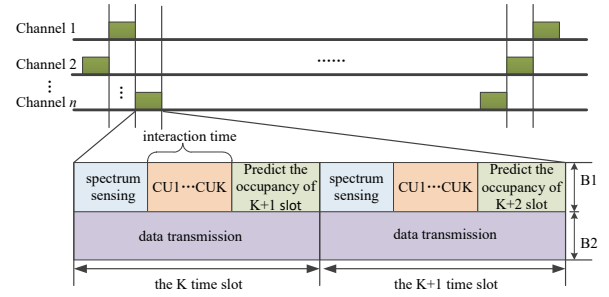 Channel 1
Channel 2
......
⋮
⋮
Channel n
interaction time
spectrum
sensing
CU1···CUK
Predict the
occupancy of
K+1 slot
spectrum
sensing
CU1···CUK
Predict the
occupancy of
K+2 slot
B1
data transmission
data transmission
B2
the K time slot
the K+1 time slot